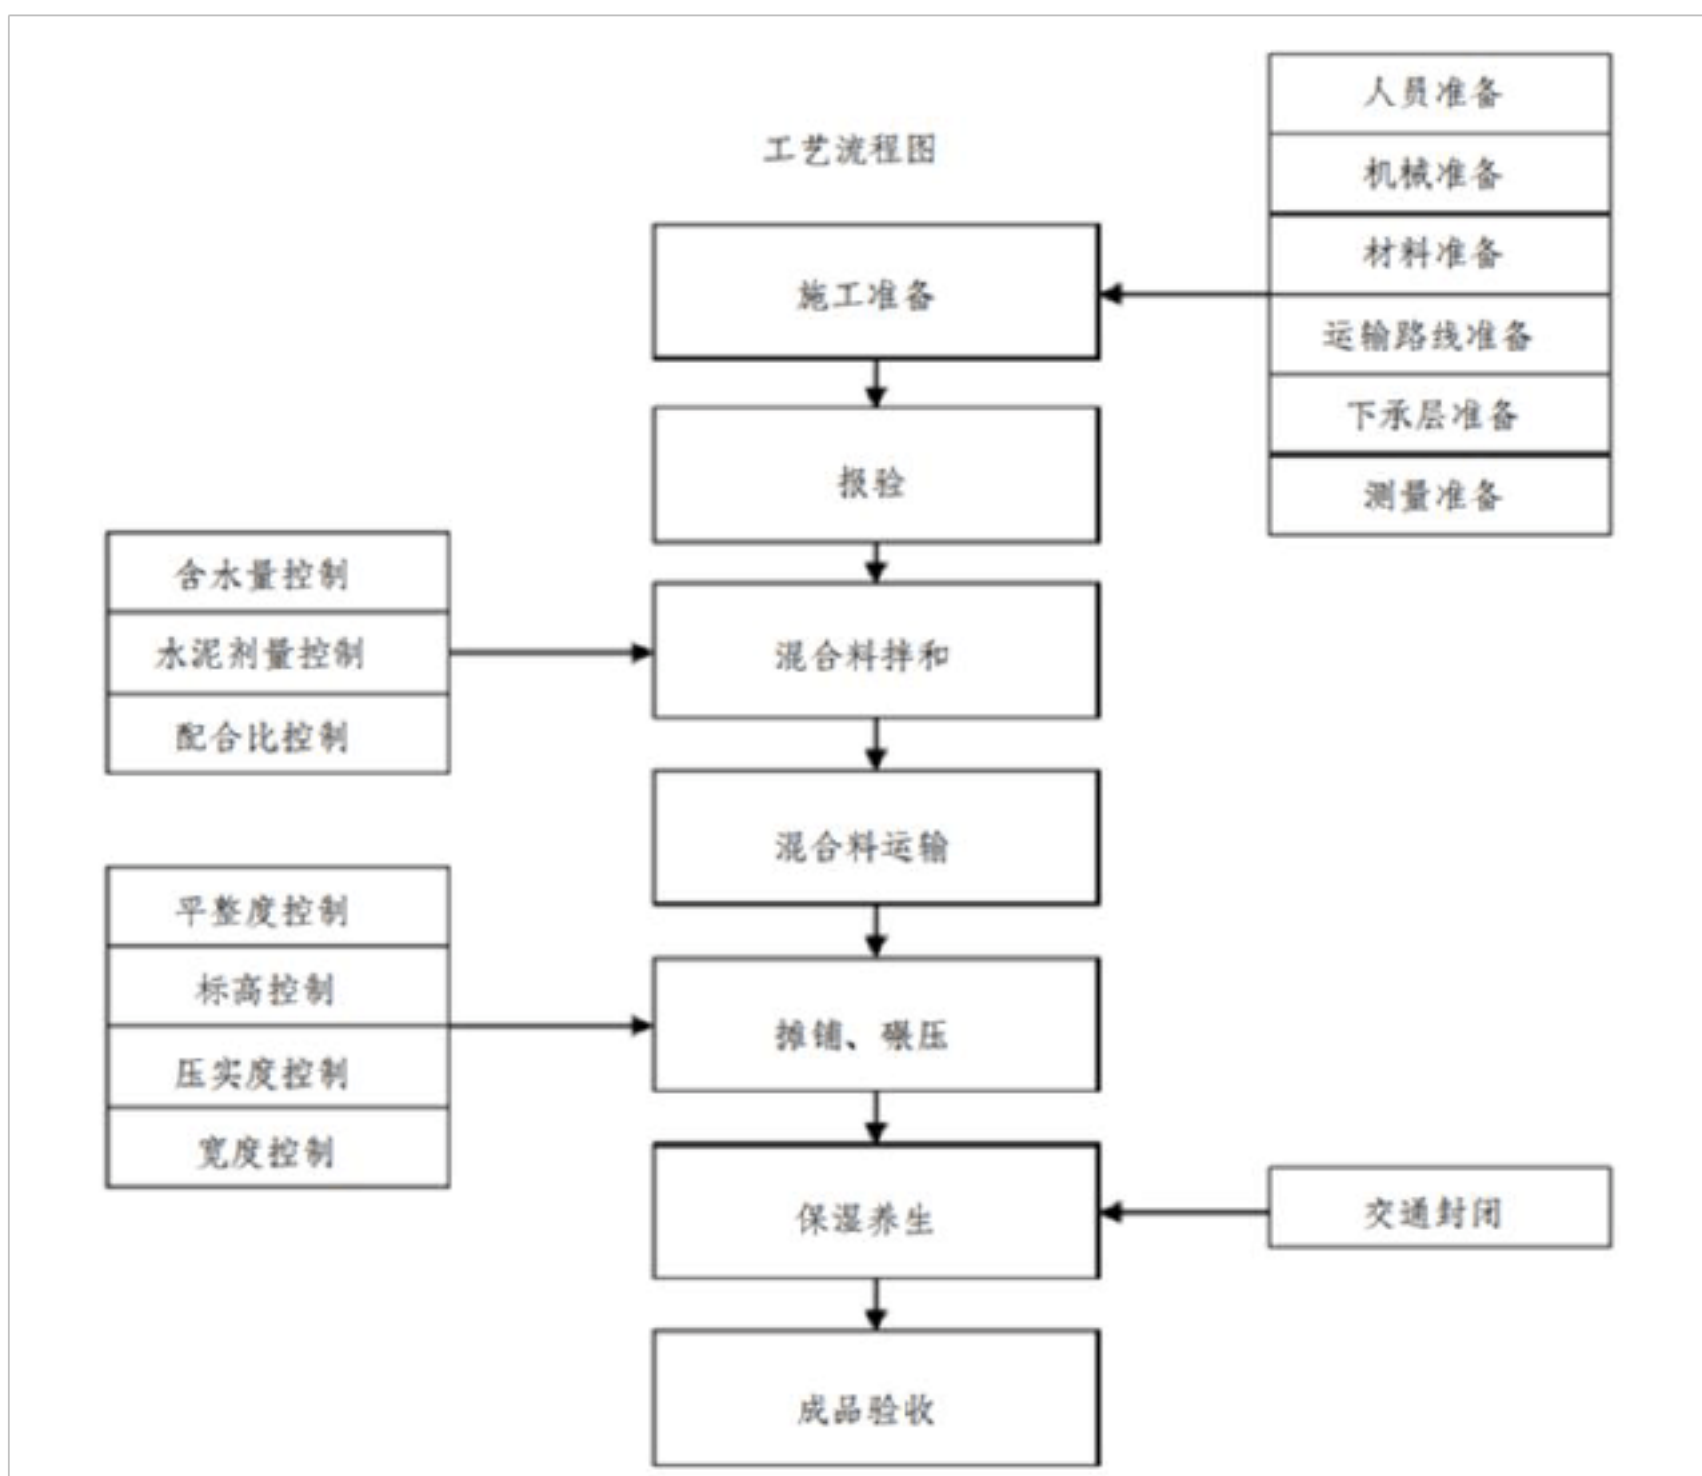 工艺流程图
人员准备
机械准备
材料准备
运输路线准备
下承层准备
测量准备
施工准备
报验
含水量控制
水泥剂量控制
配合比控制
混合料拌和
混合料运输
平整度控制
标高控制
压实度控制
宽度控制
摊铺、碾压
保湿养生
交通封闭
成品验收